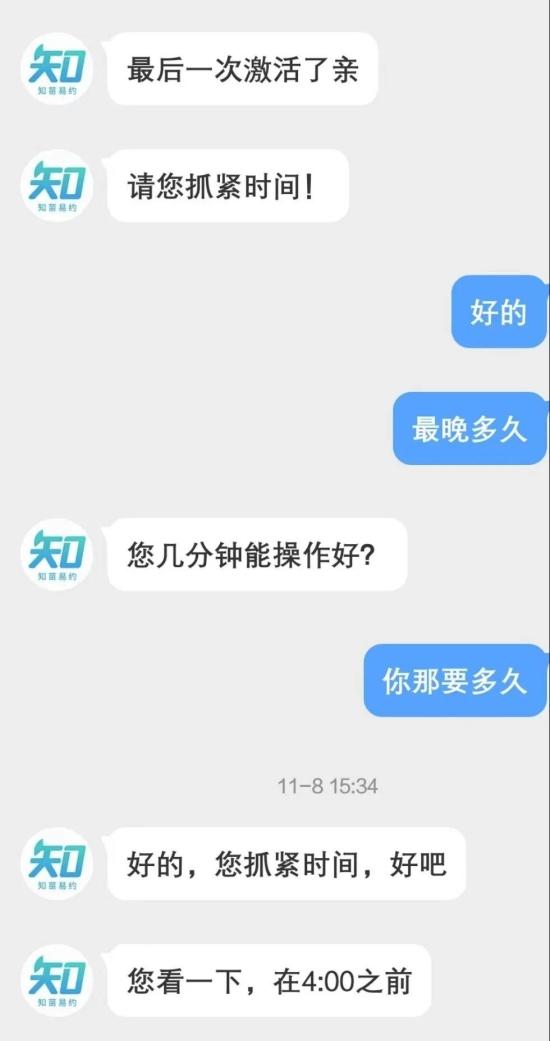 知
知苗易约
最后一次激活了亲
知
知苗易约
请您抓紧时间!
好的
最晚多久
知
知苗易约
您几分钟能操作好?
你那要多久
11-8 15:34
知
知苗易约
好的，您抓紧时间，好吧
知
知苗易约
您看一下，在4:00之前